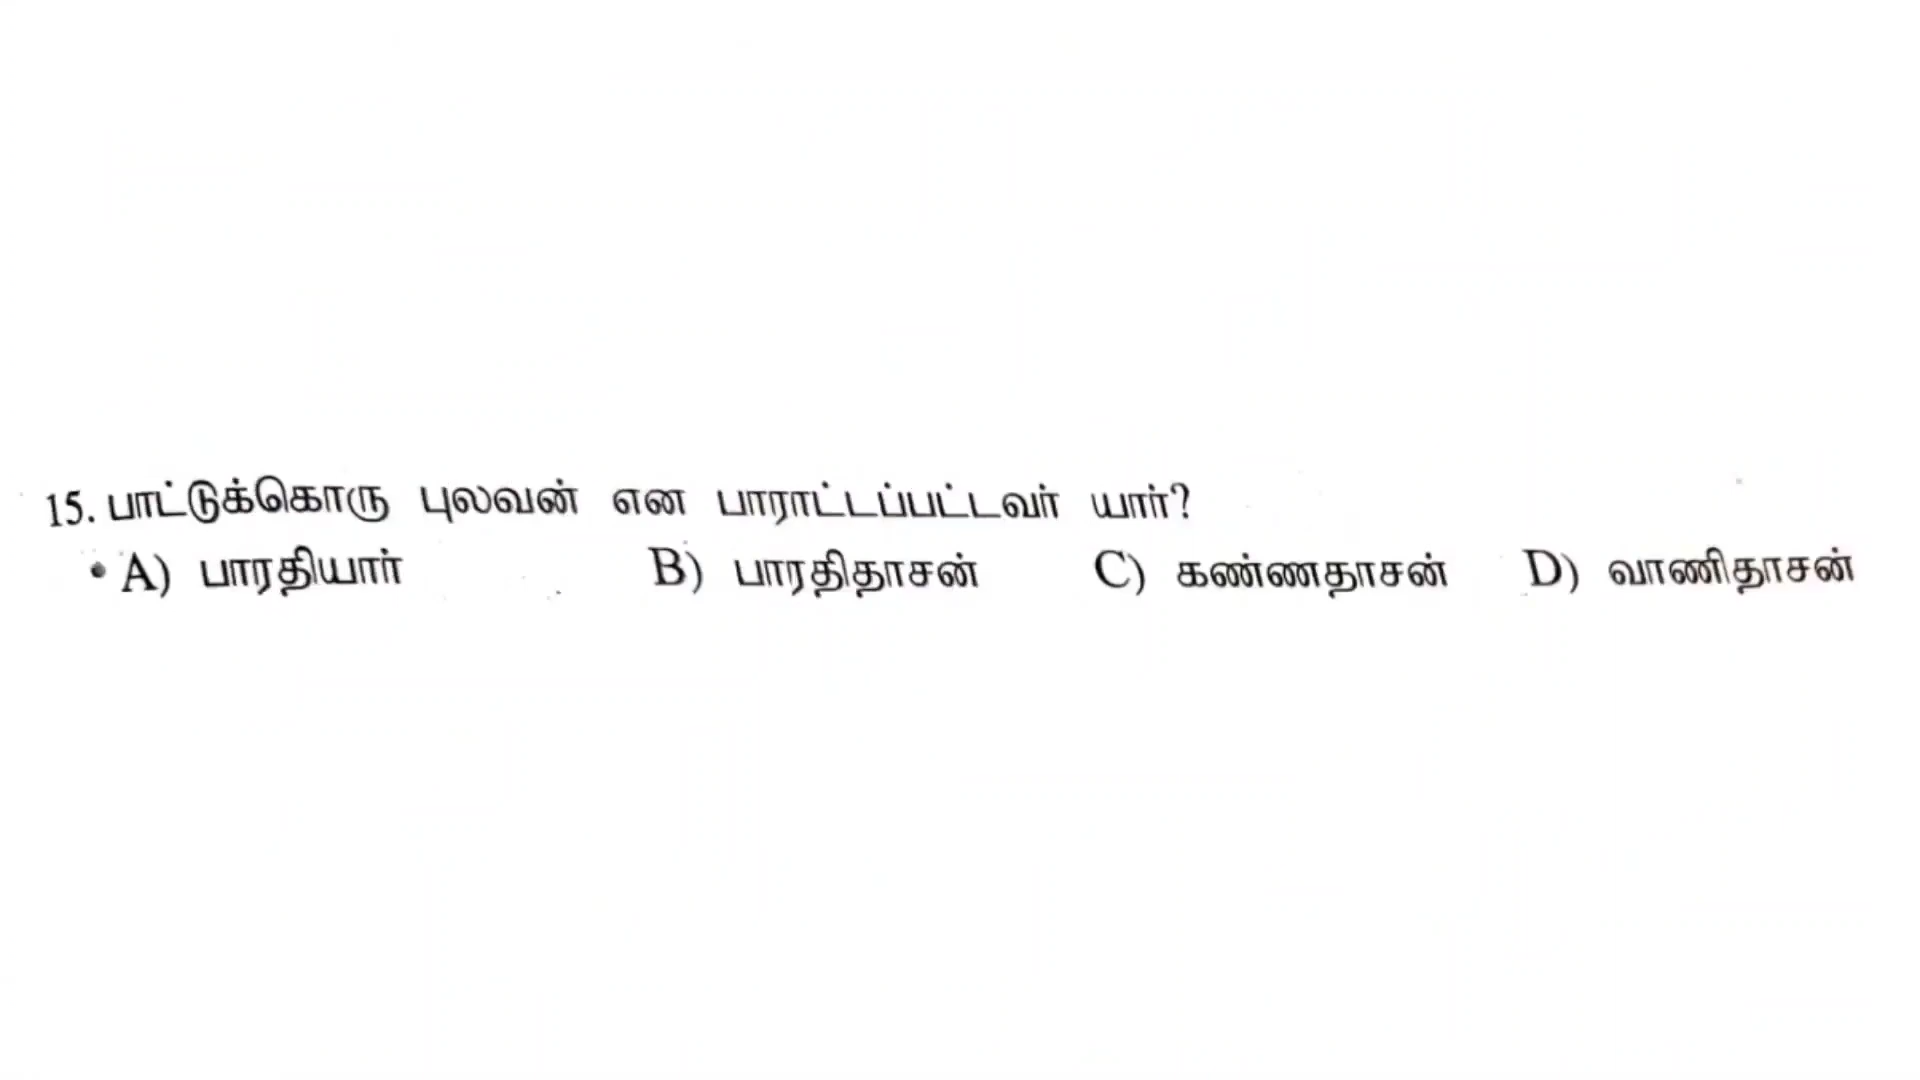 15. பாட்டுக்கொரு புலவன் என பாராட்டப்பட்டவர் யார்?
A) பாரதியார் B) பாரதிதாசன் C) கண்ணதாசன் D) வாணிதாசன்